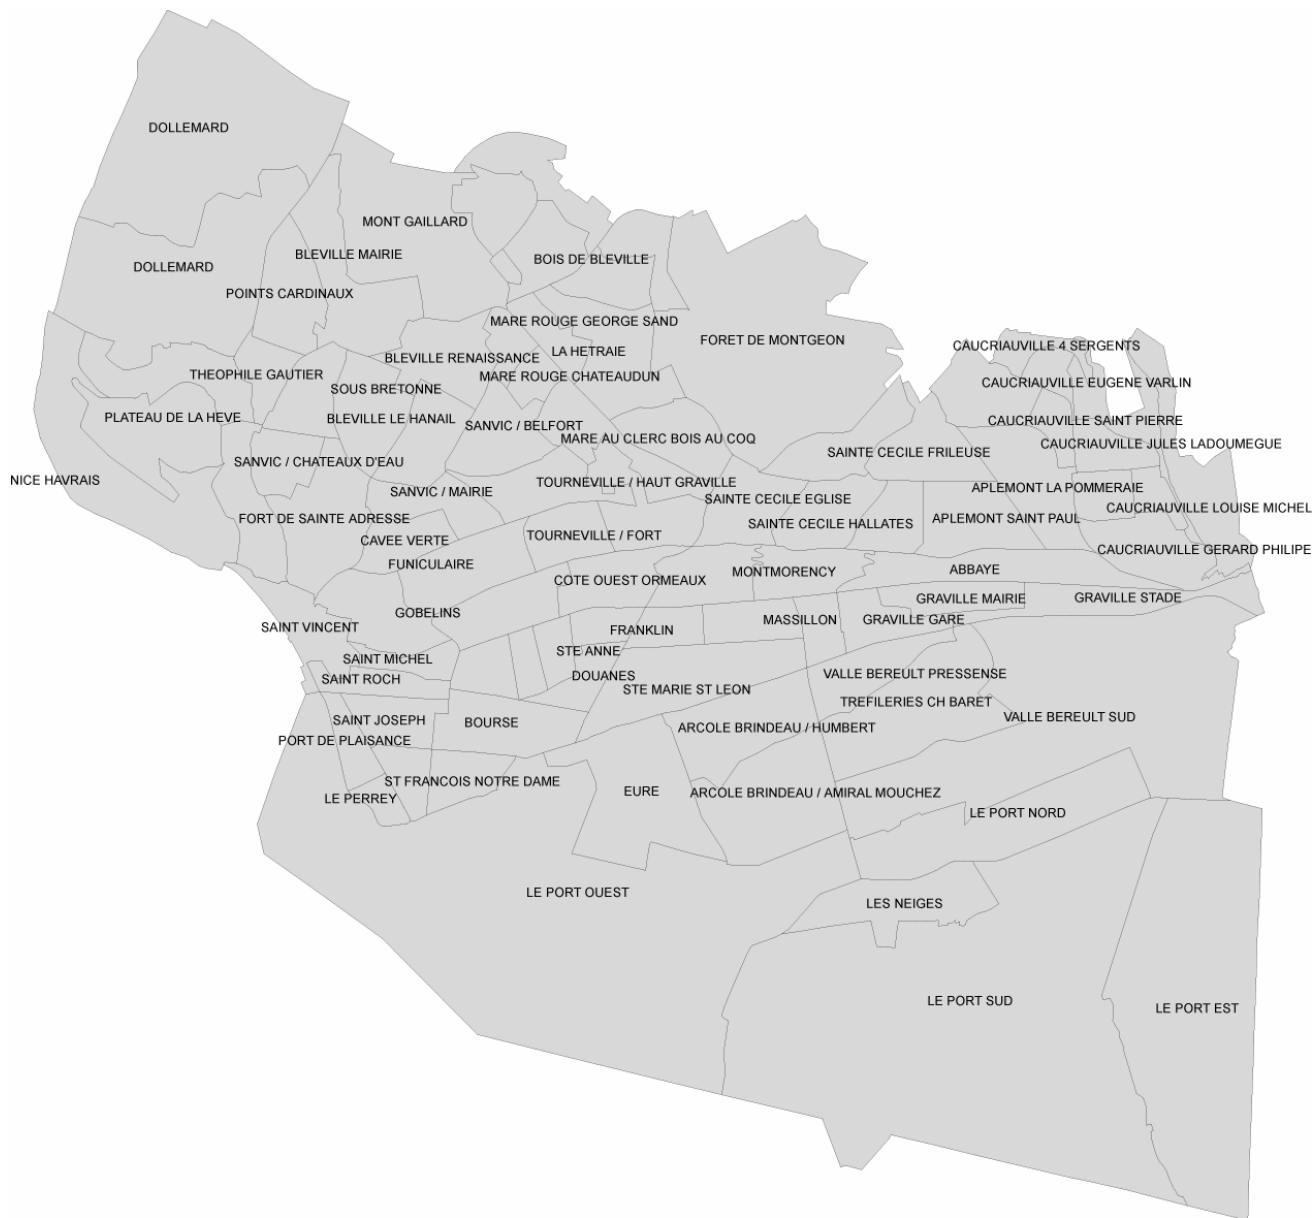 DOLLEMARD
MONT GAILLARD
BLEVILLE MAIRIE
BOIS DE BLEVILLE
DOLLEMARD
POINTS CARDINAUX
MARE ROUGE GEORGE SAND
FORET DE MONTGEON
CAUCRIAUVILLE 4 SERGENTS
LA HETRAIE
BLEVILLE RENAISSANCE
THEOPHILE GAUTIER
MARE ROUGE CHATEAUDUN
CAUCRIAUVILLE EUGENE VARLIN
SOUS BRETONNE
PLATEAU DE LA HEVE
BLEVILLE LE HANAIL
CAUCRIAUVILLE SAINT PIERRE
SANVIC / BELFORT
MARE AU CLERC BOIS AU COQ
CAUCRIAUVILLE JULES LADOUMEGUE
SAINTE CECILE FRILEUSE
SANVIC / CHATEAUX D'EAU
NICE HAVRAIS
TOURNEVILLE / HAUT GRAVILLE
APLEMONT LA POMMERAIE
SANVIC / MAIRIE
SAINTE CECILE EGLISE
CAUCRIAUVILLE LOUISE MICHEL
FORT DE SAINTE ADRESSE
SAINTE CECILE HALLATES
APLEMONT SAINT PAUL
CAVEE VERTE
TOURNEVILLE / FORT
CAUCRIAUVILLE GERARD PHILIPE
FUNICULAIRE
COTE OUEST ORMEAUX
MONTMORENCY
ABBAYE
GRAVILLE MAIRIE
GRAVILLE STADE
GOBELINS
SAINT VINCENT
FRANKLIN
MASSILLON
GRAVILLE GARE
STE ANNE
SAINT MICHEL
DOUANES
VALLE BEREULT PRESSENSE
SAINT ROCH
STE MARIE ST LEON
TREFILERIES CH BARET
SAINT JOSEPH
BOURSE
VALLE BEREULT SUD
ARCOLE BRINDEAU / HUMBERT
PORT DE PLAISANCE
ST FRANCOIS NOTRE DAME
EURE
ARCOLE BRINDEAU / AMIRAL MOUCHEZ
LE PERREY
LE PORT NORD
LE PORT OUEST
LES NEIGES
LE PORT SUD
LE PORT EST